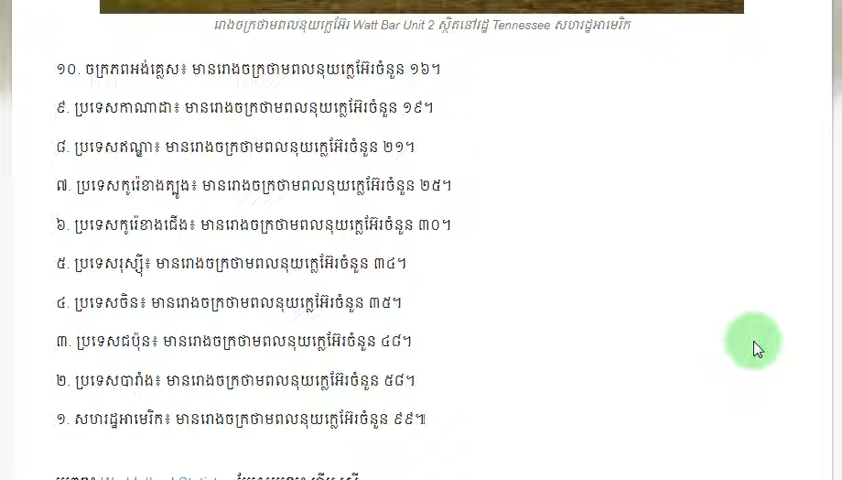 រោងចក្រថាមពលនុយក្លេអ៊ែរ Watt Bar Unit 2 ស្ថិតនៅរដ្ឋ Tennessee សហរដ្ឋអាមេរិក
១០. ចក្រភពអង់គ្លេស៖ មានរោងចក្រថាមពលនុយក្លេអ៊ែរចំនួន ១៦។
៩. ប្រទេសកាណាដា៖ មានរោងចក្រថាមពលនុយក្លេអ៊ែរចំនួន ១៩។
៨. ប្រទេសឥណ្ឌា៖ មានរោងចក្រថាមពលនុយក្លេអ៊ែរចំនួន ២១។
៧. ប្រទេសកូរ៉េខាងត្បូង៖ មានរោងចក្រថាមពលនុយក្លេអ៊ែរចំនួន ២៥។
៦. ប្រទេសកូរ៉េខាងជើង៖ មានរោងចក្រថាមពលនុយក្លេអ៊ែរចំនួន ៣០។
៥. ប្រទេសរុស្ស៊ី៖ មានរោងចក្រថាមពលនុយក្លេអ៊ែរចំនួន ៣៤។
៤. ប្រទេសចិន៖ មានរោងចក្រថាមពលនុយក្លេអ៊ែរចំនួន ៣៥។
៣. ប្រទេសជប៉ុន៖ មានរោងចក្រថាមពលនុយក្លេអ៊ែរចំនួន ៤៨។
២. ប្រទេសបារាំង៖ មានរោងចក្រថាមពលនុយក្លេអ៊ែរចំនួន ៥៨។
១. សហរដ្ឋអាមេរិក៖ មានរោងចក្រថាមពលនុយក្លេអ៊ែរចំនួន ៩៩៕